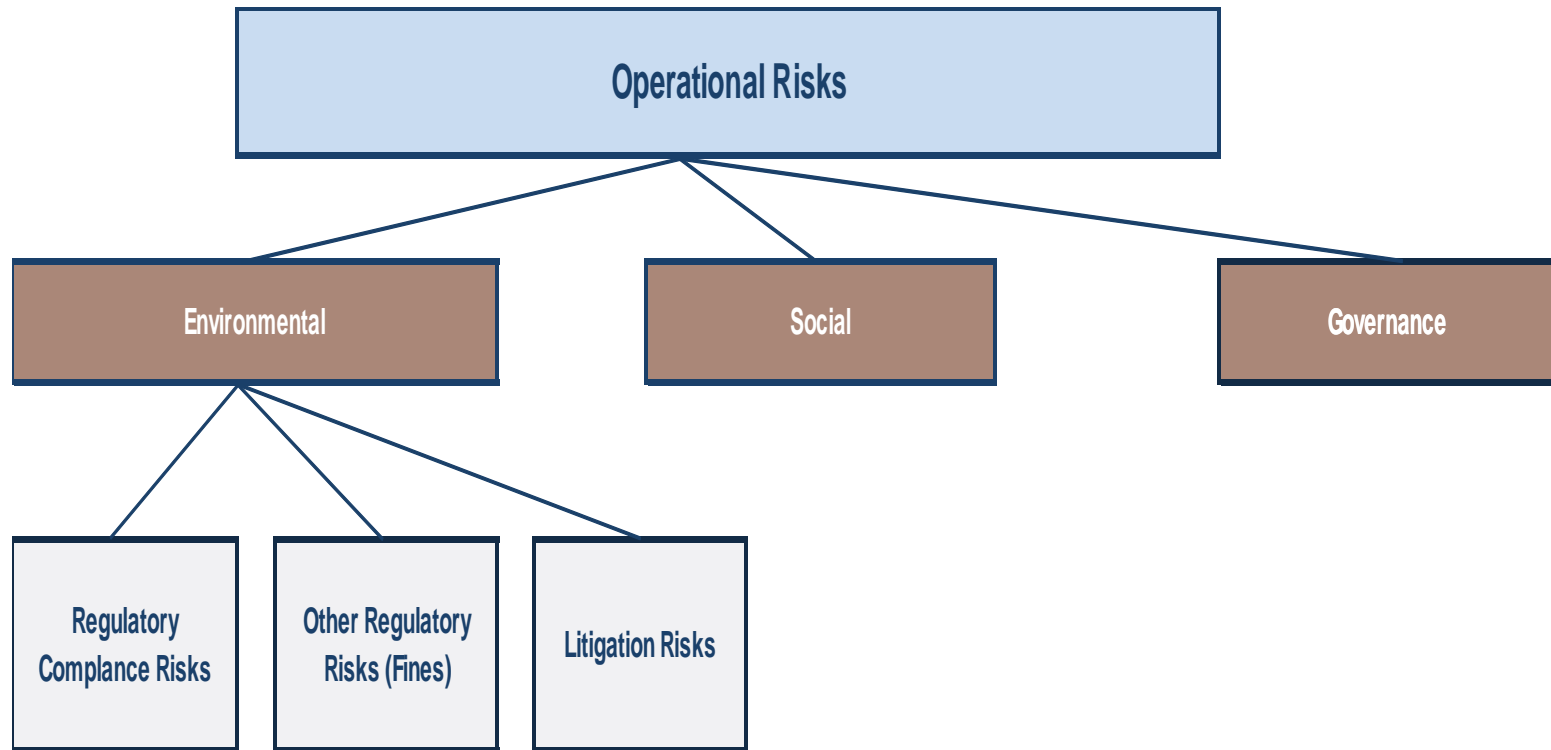 Operational Risks
Environmental
Social
Governance
Regulatory
Complance Risks
Other Regulatory
Risks (Fines)
Litigation Risks